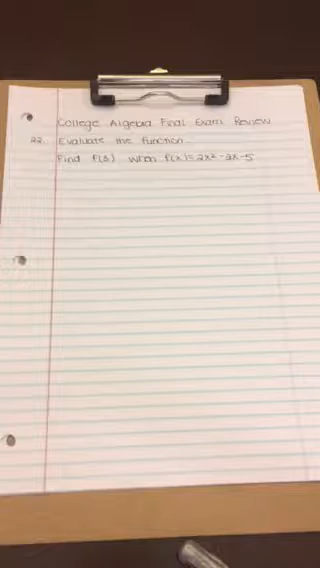 College Algebra Final Exam Review
22. Evaluate the function.
Find f(3) when f(x)=2x²-2x-5